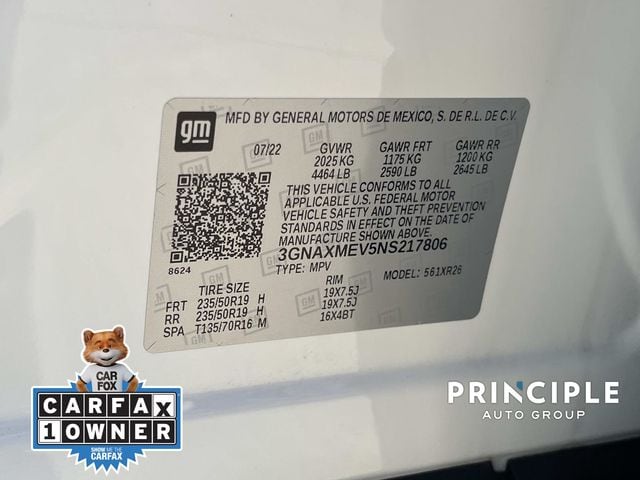 gm
MFD BY GENERAL MOTORS DE MEXICO, S. DE R.L. DE C.V.
07/22 GVWR GAWR FRT GAWR RR
2025 KG 1175 KG 1200 KG
4464 LB 2590 LB 2645 LB
THIS VEHICLE CONFORMS TO ALL
APPLICABLE U.S. FEDERAL MOTOR
VEHICLE SAFETY AND THEFT PREVENTION
STANDARDS IN EFFECT ON THE DATE OF
MANUFACTURE SHOWN ABOVE.
3GNAXMEV5NS217806
8624
TYPE: MPV MODEL: 561XR26
TIRE SIZE RIM
FRT 235/50R19 H 19X7.5J
RR 235/50R19 H 19X7.5J
SPA T135/70R16 M 16X4BT
CAR
FOX
CARFAX
1 OWNER
SHOW ME THE
CARFAX
PRINCIPLE
AUTO GROUP